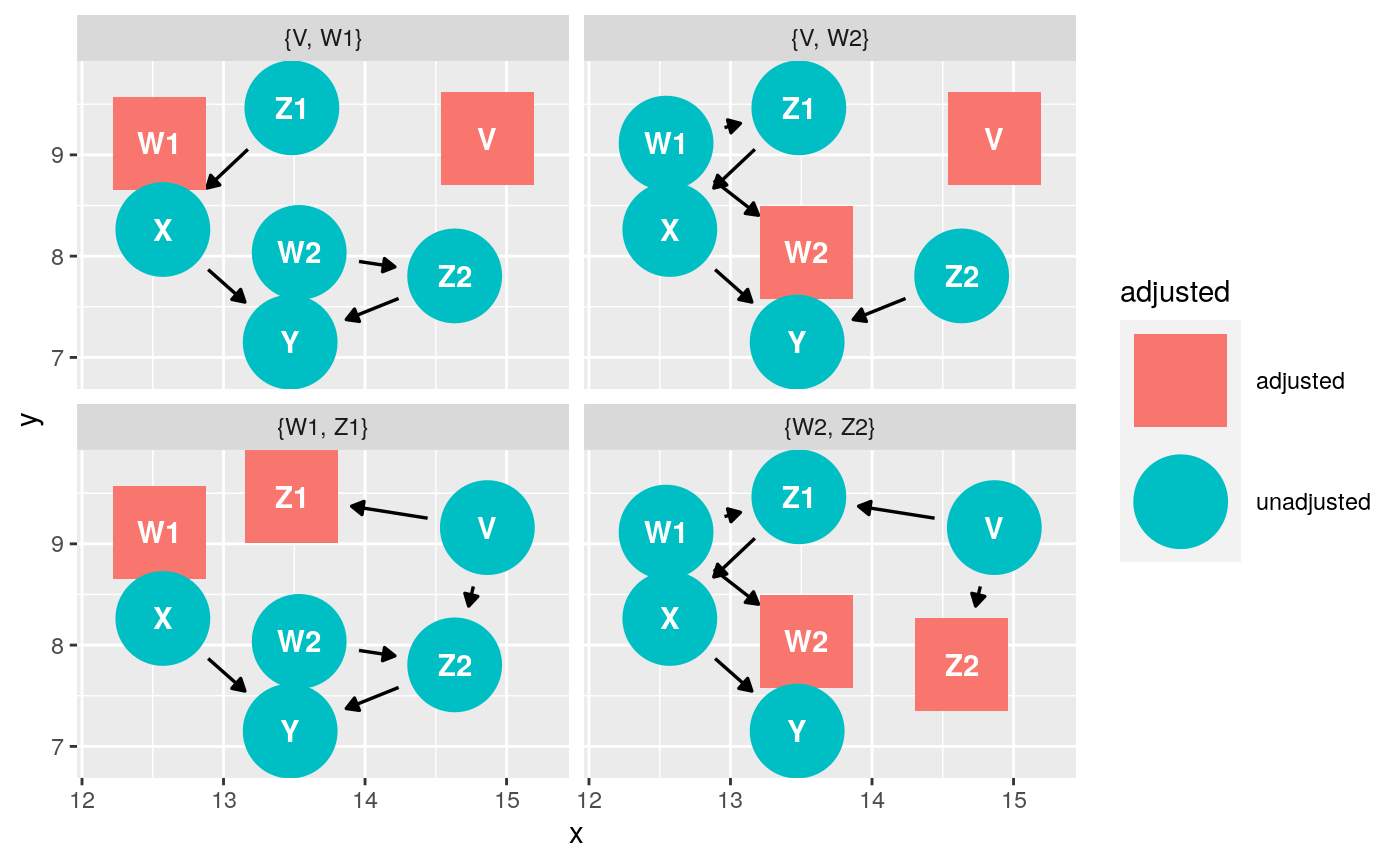 {V, W1}
{V, W2}
Z1
W1
V
X
W2
Z2
Y
Z1
W1
V
X
W2
Z2
Y
9
8
7
{W1, Z1}
{W2, Z2}
Z1
W1
V
X
W2
Z2
Y
Z1
W1
V
X
W2
Z2
Y
9
8
7
12 13 14 15
12 13 14 15
x
y
adjusted
adjusted
unadjusted